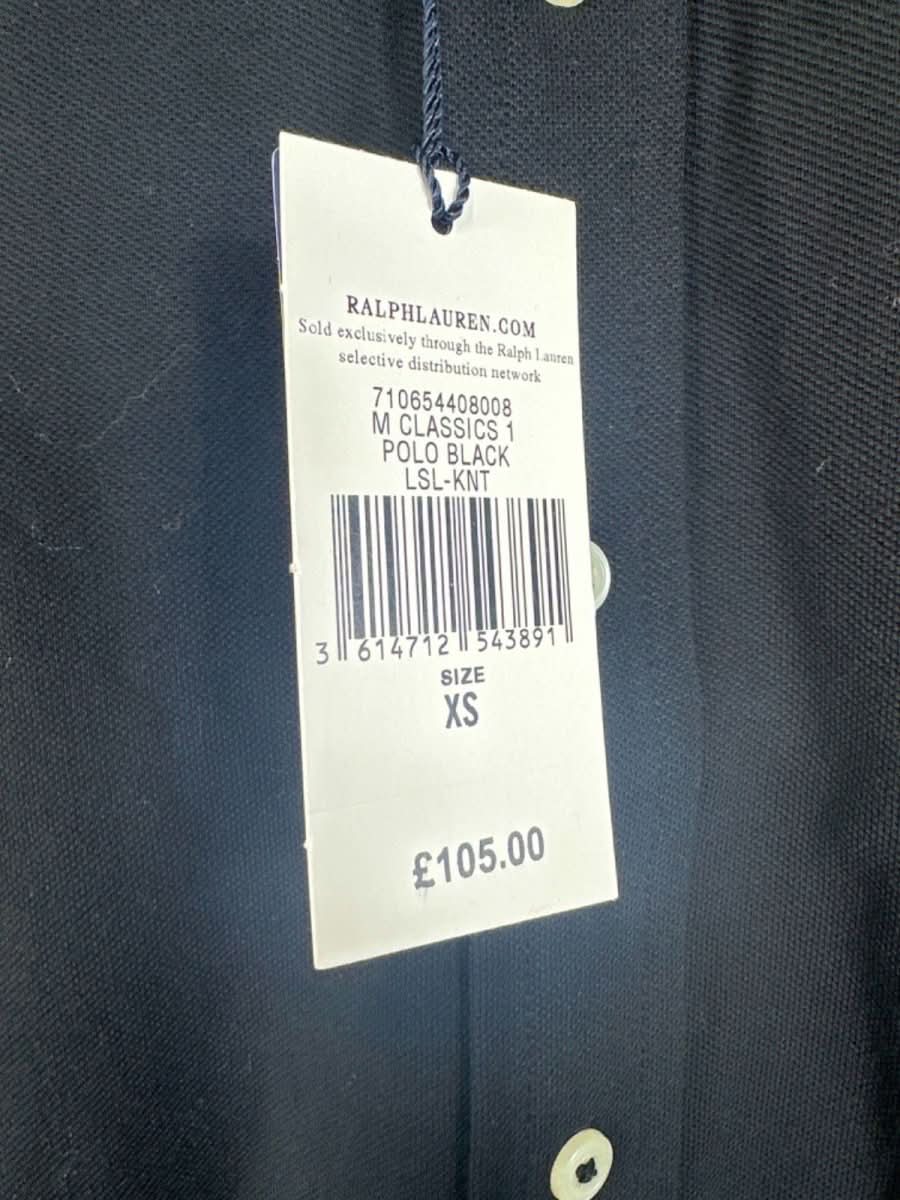 RALPHLAUREN.COM
Sold exclusively through the Ralph Lauren
selective distribution network
710654408008
M CLASSICS 1
POLO BLACK
LSL-KNT
3 614712 543891
SIZE
XS
£105.00